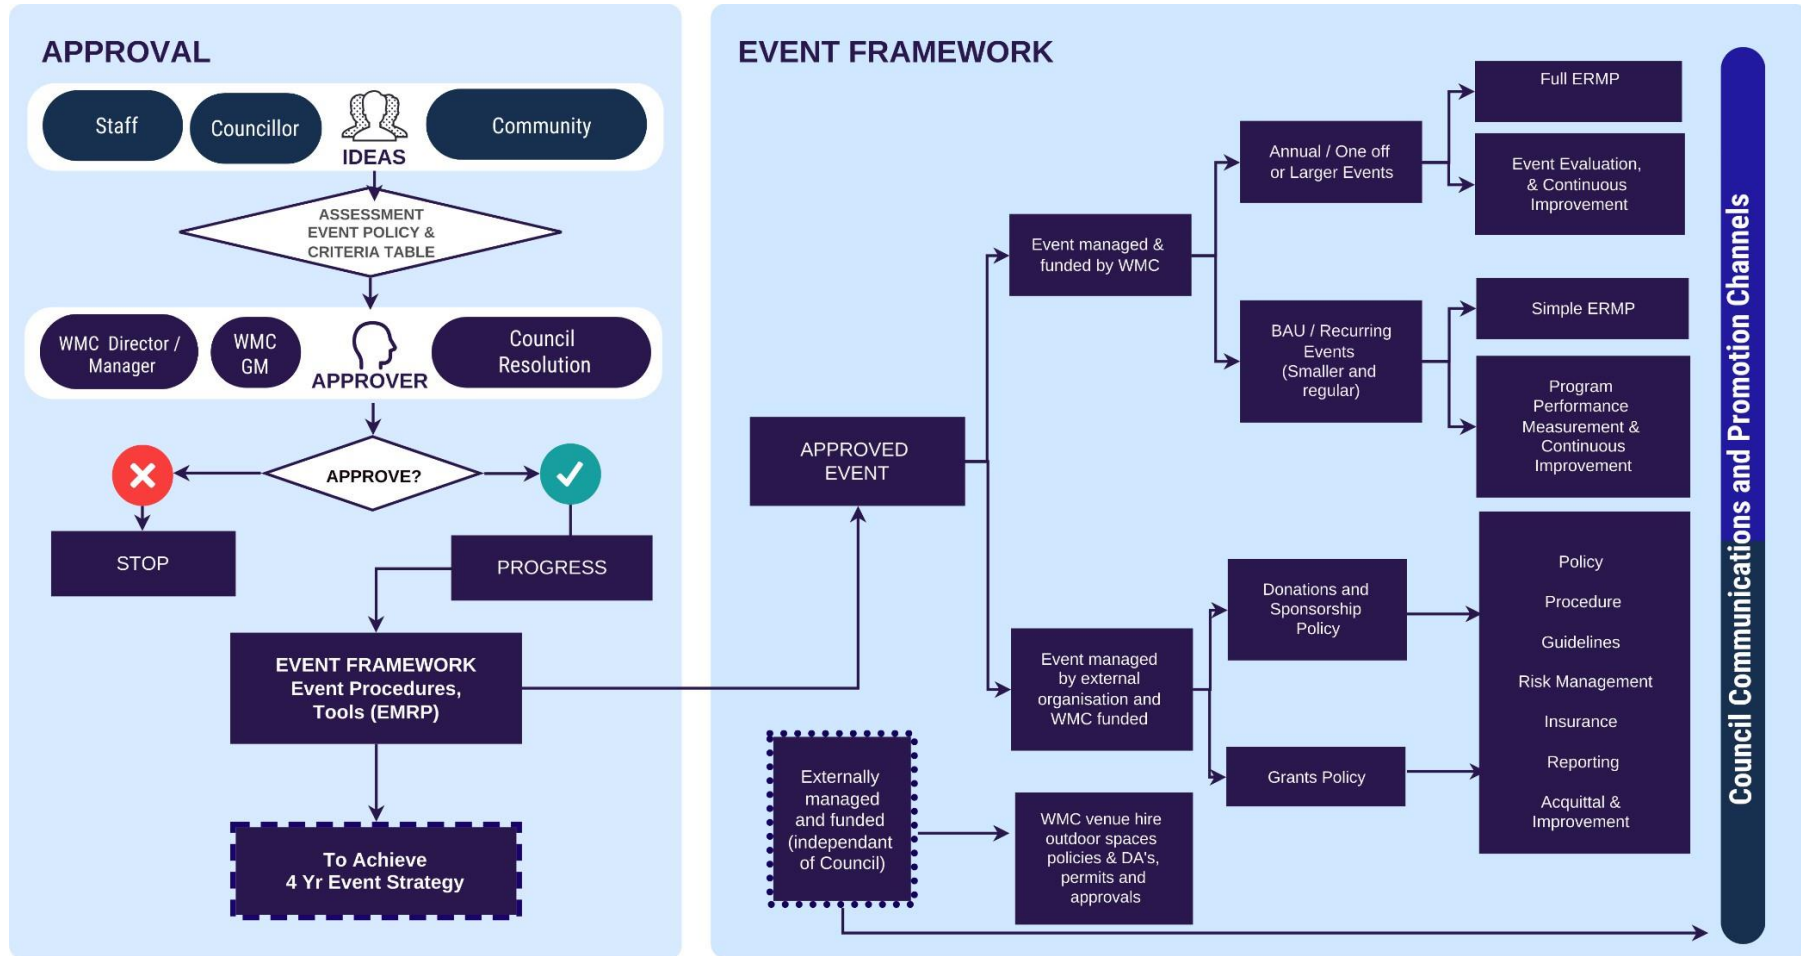 APPROVAL
Staff
Councillor
IDEAS
Community
ASSESSMENT
EVENT POLICY &
CRITERIA TABLE
WMC Director /
Manager
WMC
GM
APPROVER
Council
Resolution
APPROVE?
STOP
PROGRESS
EVENT FRAMEWORK
Event Procedures,
Tools (EMRP)
To Achieve
4 Yr Event Strategy
EVENT FRAMEWORK
APPROVED
EVENT
Event managed &
funded by WMC
Annual / One off
or Larger Events
Full ERMP
Event Evaluation,
& Continuous
Improvement
BAU / Recurring
Events
(Smaller and
regular)
Simple ERMP
Program
Performance
Measurement &
Continuous
Improvement
Event managed
by external
organisation and
WMC funded
Donations and
Sponsorship
Policy
Grants Policy
Policy
Procedure
Guidelines
Risk Management
Insurance
Reporting
Acquittal &
Improvement
Externally
managed
and funded
(independant
of Council)
WMC venue hire
outdoor spaces
policies & DA's,
permits and
approvals
Council Communications and Promotion Channels